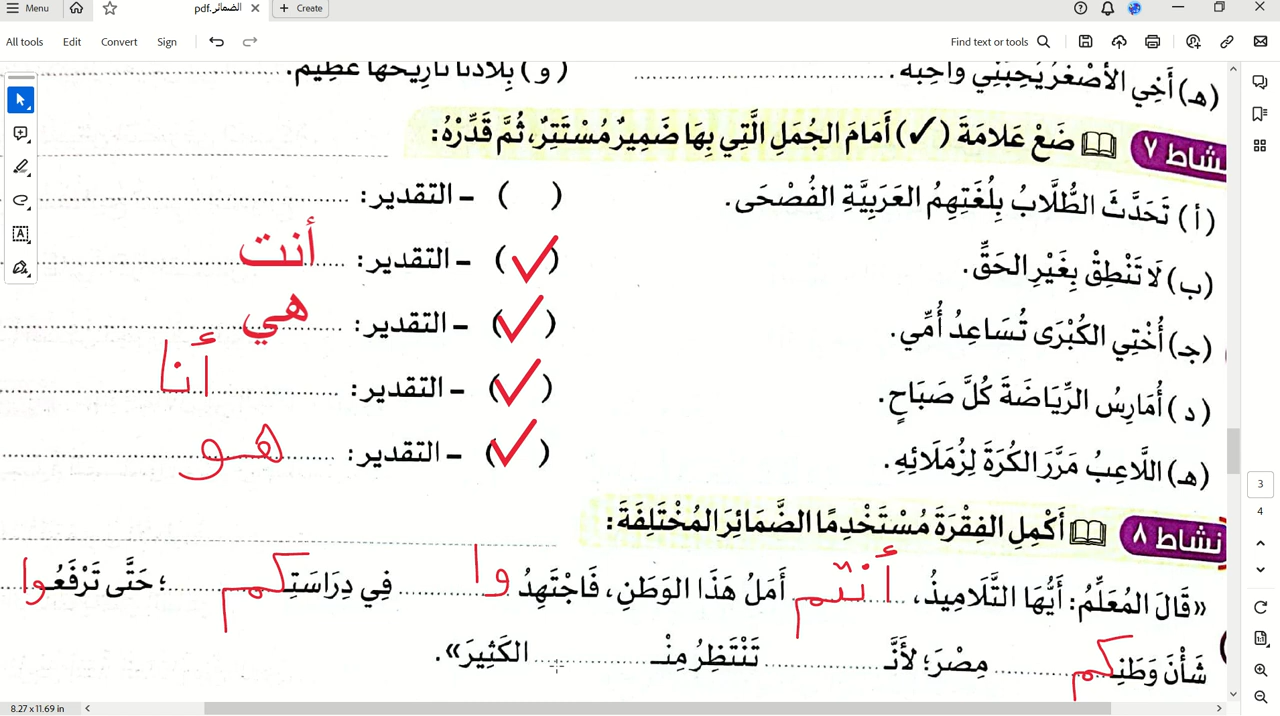 Menu الضمائر.pdf Create
All tools Edit Convert Sign Find text or tools
(هـ) أَخِي الأَصْغَرُ يُحِبُّنِي وَأُحِبُّهُ. (و) بِلَادُنَا تَارِيخُهَا عَظِيمٌ.
نشاط ٧ ضَعْ عَلَامَةَ (✓) أَمَامَ الجُمَلِ الَّتِي بِهَا ضَمِيرٌ مُسْتَتِرٌ، ثُمَّ قَدِّرْهُ:
(أ) تَحَدَّثَ الطُّلَّابُ بِلُغَتِهِمُ العَرَبِيَّةِ الفُصْحَى. ( ) – التقدير:
(ب) لَا تَنْطِقْ بِغَيْرِ الحَقِّ. (✓) – التقدير: أنت
(جـ) أُخْتِي الكُبْرَى تُسَاعِدُ أُمِّي. (✓) – التقدير: هي
(د) أُمَارِسُ الرِّيَاضَةَ كُلَّ صَبَاحٍ. (✓) – التقدير: أنا
(هـ) اللَّاعِبُ مَرَّرَ الكُرَةَ لِزُمَلَائِهِ. (✓) – التقدير: هو
نشاط ٨ أَكْمِلِ الفِقْرَةَ مُسْتَخْدِمًا الضَّمَائِرَ المُخْتَلِفَةَ:
«قَالَ المُعَلِّمُ: أَيُّهَا التَّلَامِيذُ، أنتم أَمَلُ هَذَا الوَطَنِ، فَاجْتَهِدُوا فِي دِرَاسَتِكم؛ حَتَّى تَرْفَعُوا
شَأْنَ وَطَنِكم مِصْرَ؛ لأَنَّـ تَنْتَظِرُ مِنْـ الكَثِيرَ».
3
4
8.27 x 11.69 in